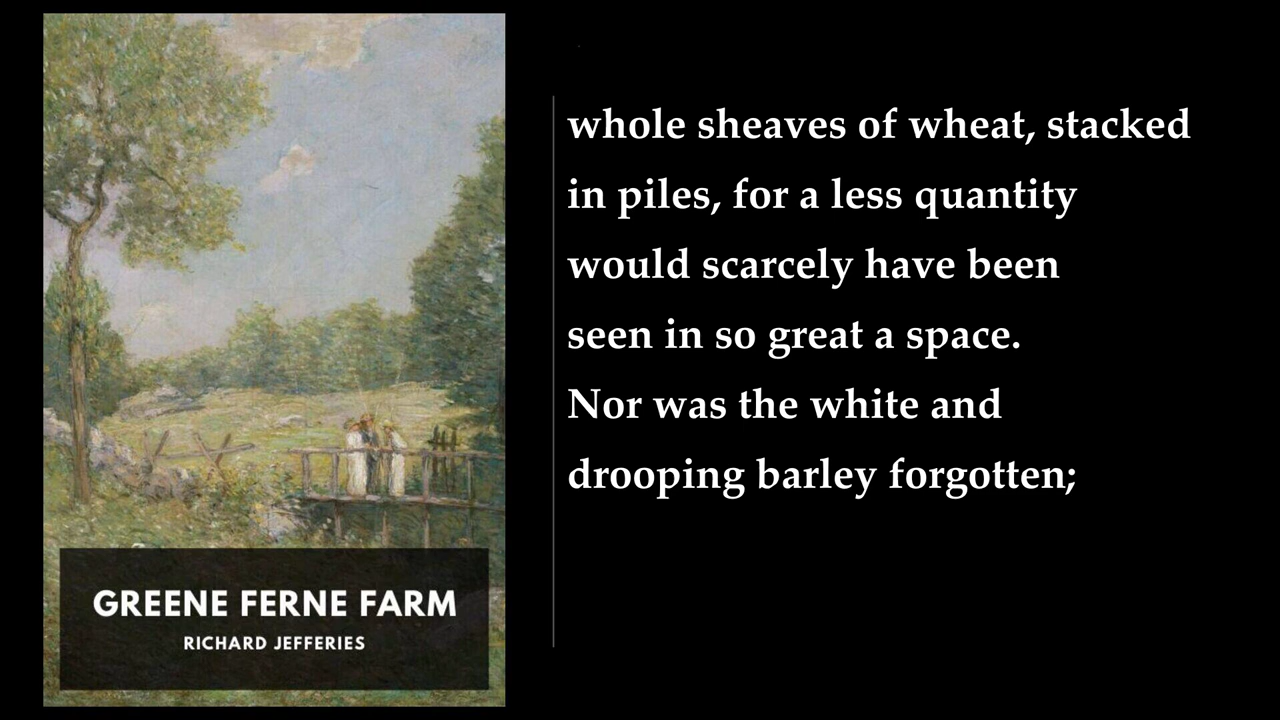 whole sheaves of wheat, stacked
in piles, for a less quantity
would scarcely have been
seen in so great a space.
Nor was the white and
drooping barley forgotten;
GREENE FERNE FARM
RICHARD JEFFERIES